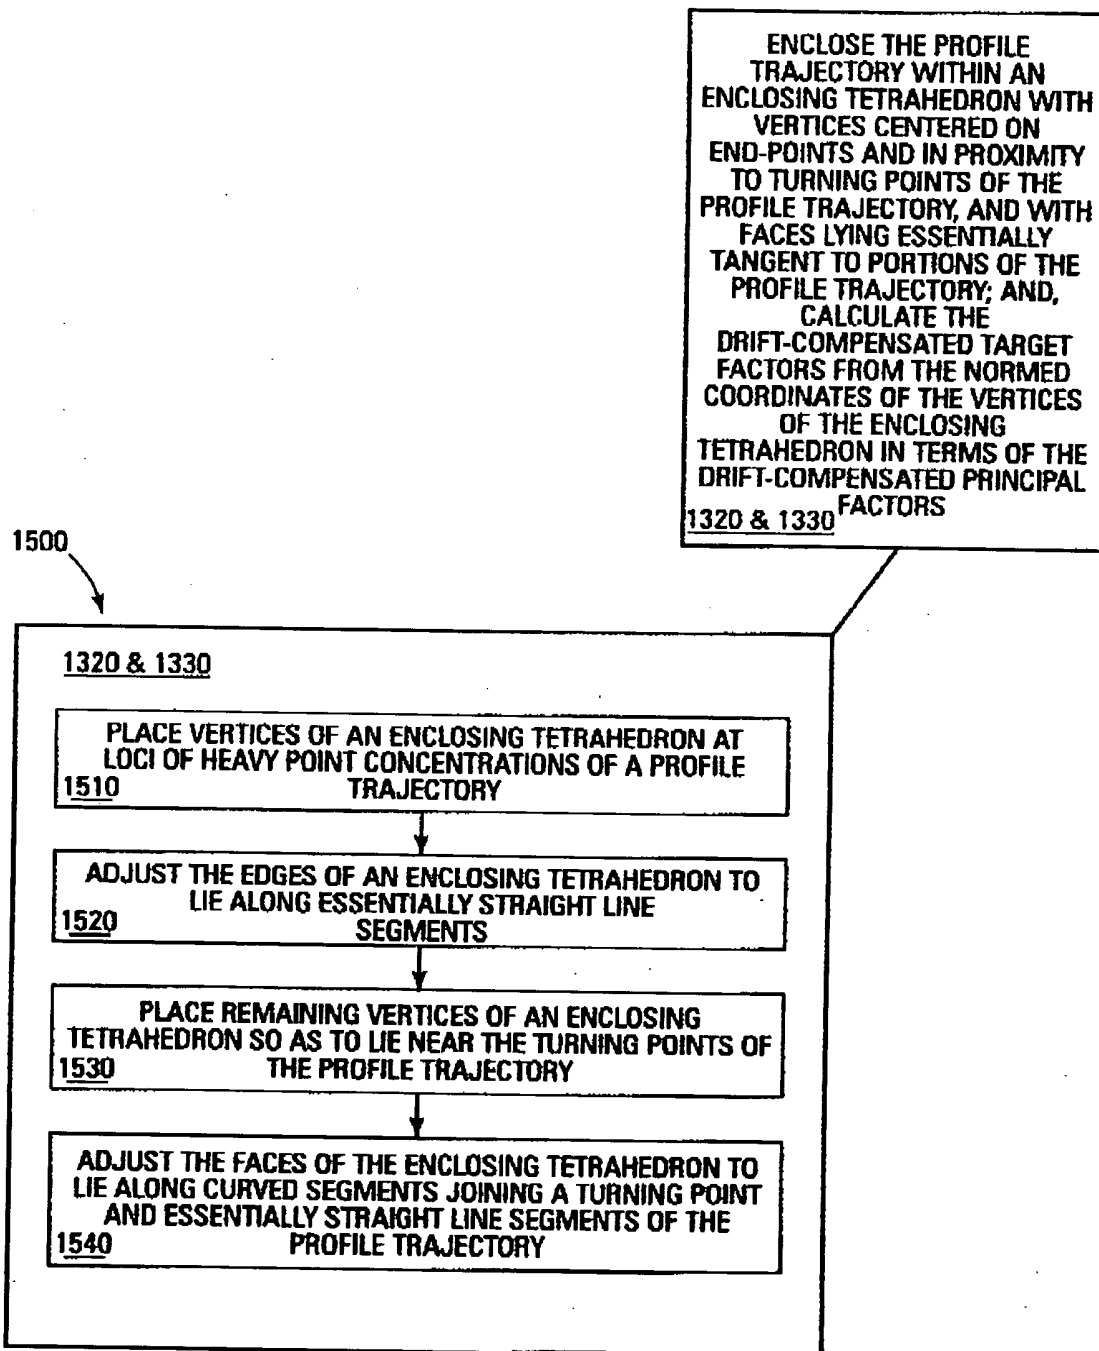 ENCLOSE THE PROFILE
TRAJECTORY WITHIN AN
ENCLOSING TETRAHEDRON WITH
VERTICES CENTERED ON
END-POINTS AND IN PROXIMITY
TO TURNING POINTS OF THE
PROFILE TRAJECTORY, AND WITH
FACES LYING ESSENTIALLY
TANGENT TO PORTIONS OF THE
PROFILE TRAJECTORY; AND,
CALCULATE THE
DRIFT-COMPENSATED TARGET
FACTORS FROM THE NORMED
COORDINATES OF THE VERTICES
OF THE ENCLOSING
TETRAHEDRON IN TERMS OF THE
DRIFT-COMPENSATED PRINCIPAL
FACTORS
1320 & 1330
1500
1320 & 1330
PLACE VERTICES OF AN ENCLOSING TETRAHEDRON AT
LOCI OF HEAVY POINT CONCENTRATIONS OF A PROFILE
1510 TRAJECTORY
ADJUST THE EDGES OF AN ENCLOSING TETRAHEDRON TO
LIE ALONG ESSENTIALLY STRAIGHT LINE
1520 SEGMENTS
PLACE REMAINING VERTICES OF AN ENCLOSING
TETRAHEDRON SO AS TO LIE NEAR THE TURNING POINTS OF
1530 THE PROFILE TRAJECTORY
ADJUST THE FACES OF THE ENCLOSING TETRAHEDRON TO
LIE ALONG CURVED SEGMENTS JOINING A TURNING POINT
AND ESSENTIALLY STRAIGHT LINE SEGMENTS OF THE
1540 PROFILE TRAJECTORY